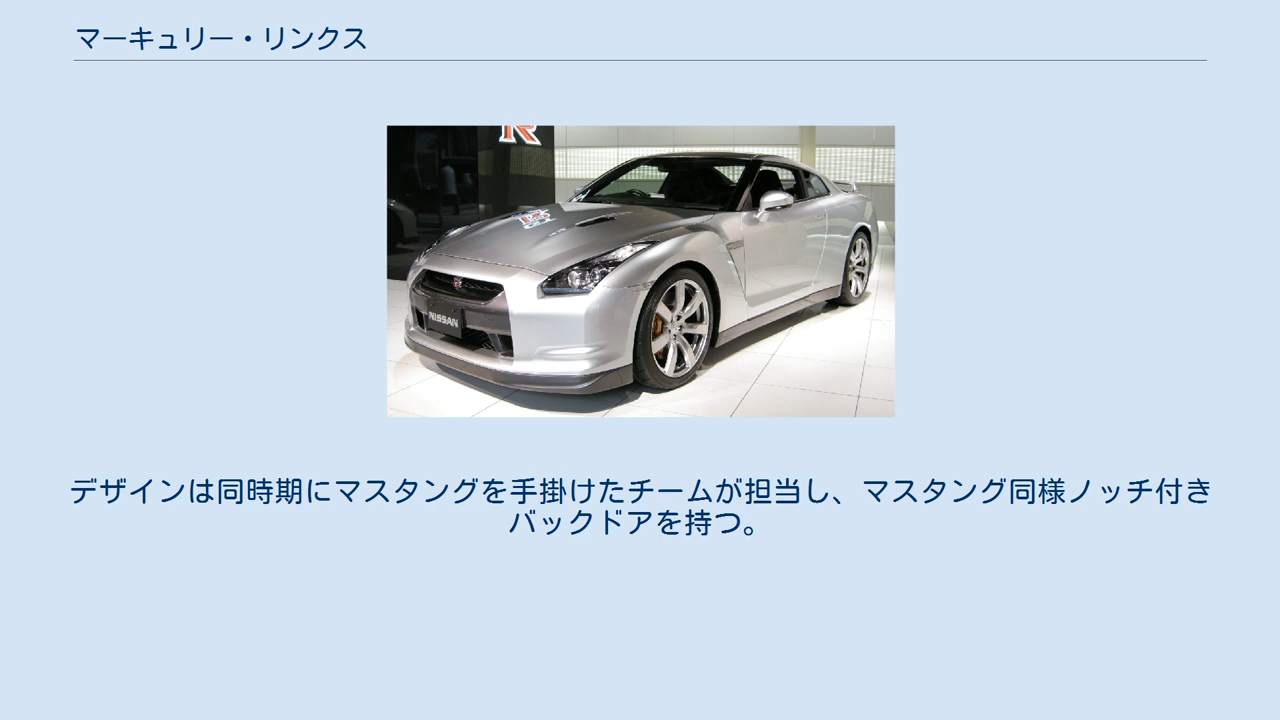 マーキュリー・リンクス
R
NISSAN
デザインは同時期にマスタングを手掛けたチームが担当し、マスタング同様ノッチ付き
バックドアを持つ。